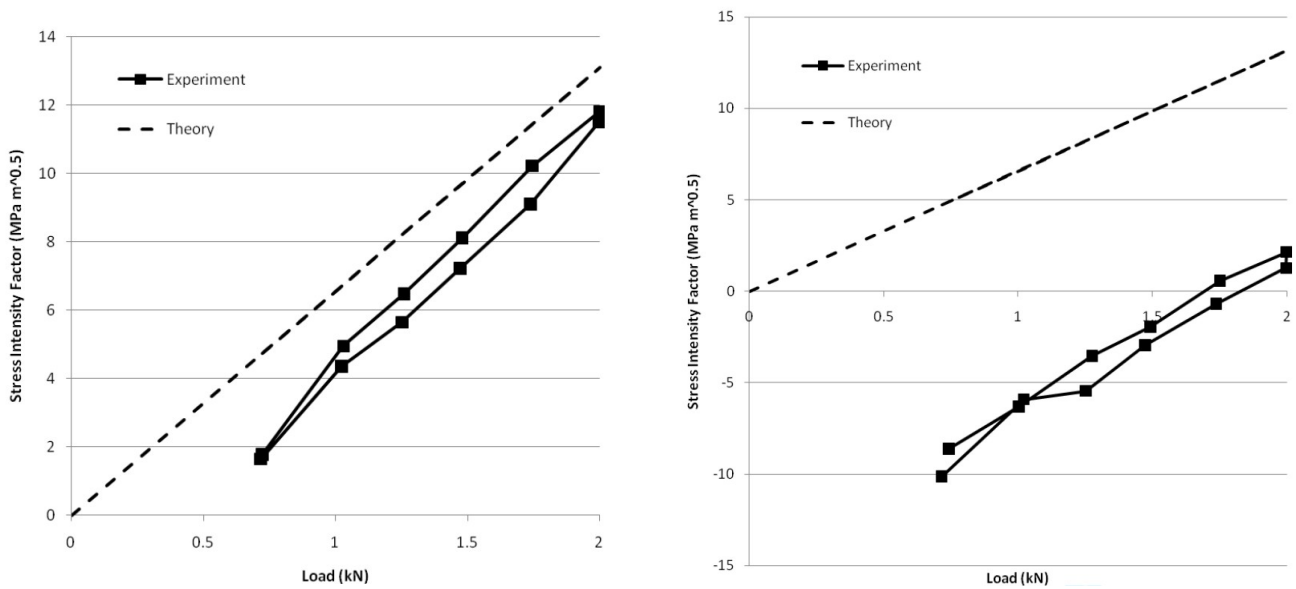 14
12
10
8
6
4
2
0
Stress Intensity Factor (MPa m^0.5)
Experiment
Theory
0 0.5 1 1.5 2
Load (kN)
15
10
5
0
-5
-10
-15
Stress Intensity Factor (MPa m^0.5)
Experiment
Theory
0 0.5 1 1.5 2
Load (kN)